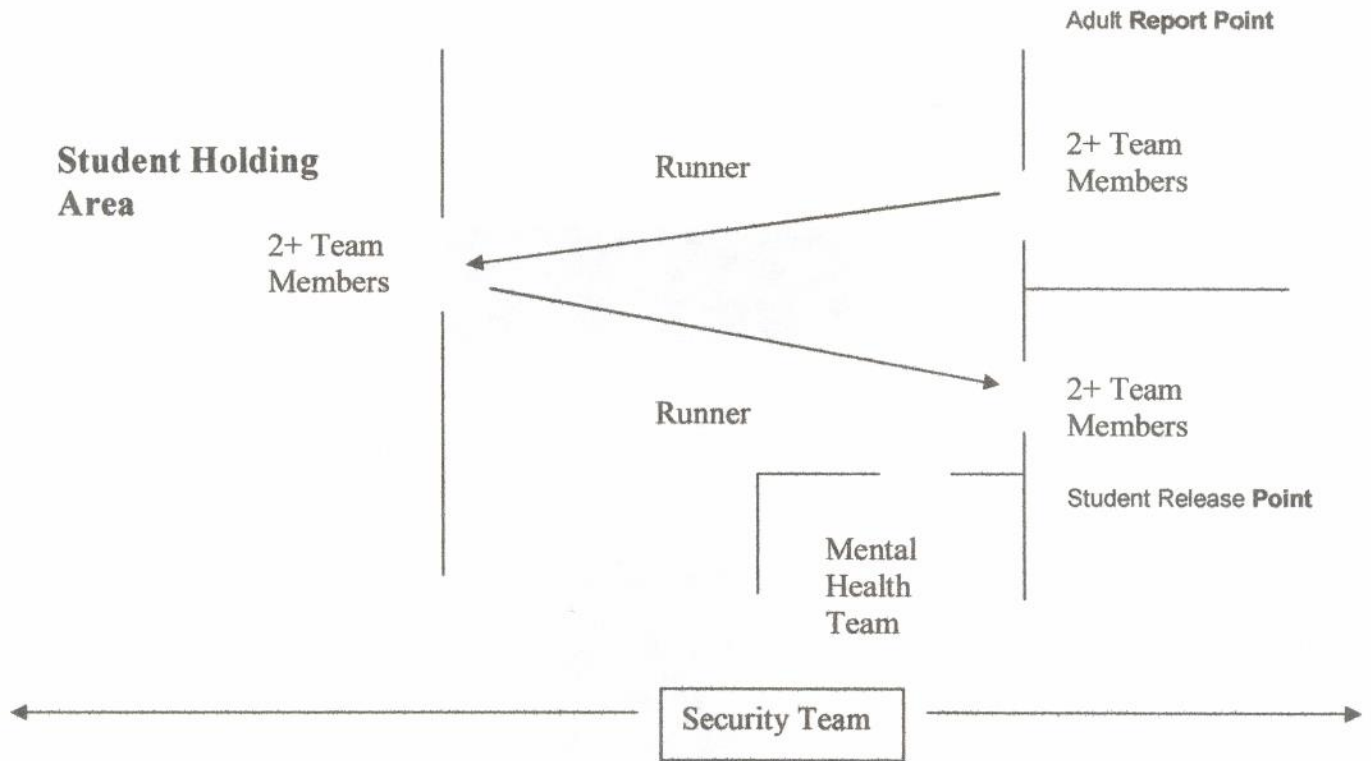 Adult Report Point
Student Holding
Area
Runner
2+ Team
Members
2+ Team
Members
Runner
2+ Team
Members
Student Release Point
Mental
Health
Team
Security Team